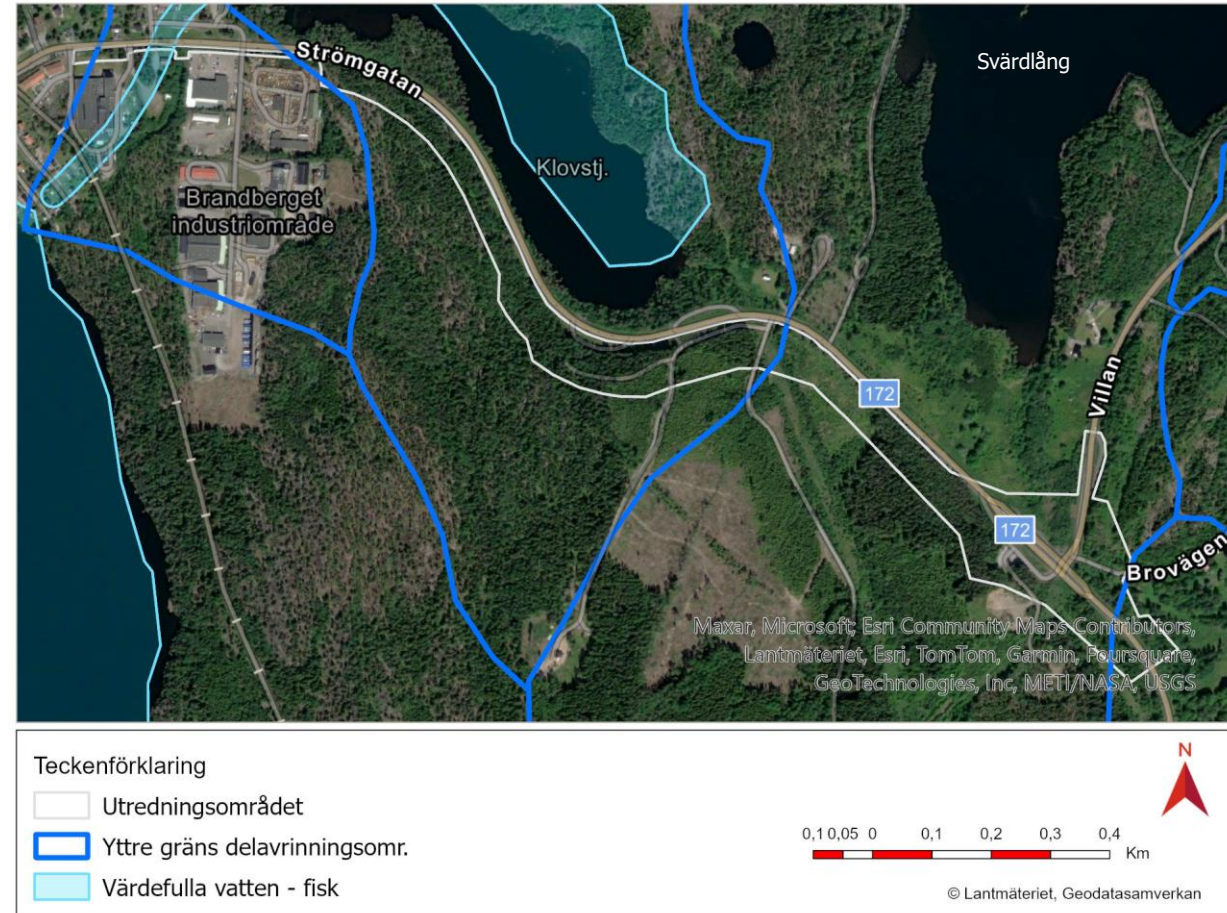 Svärdlång
Strömgatan
Klovstj.
Brandberget
industriområde
172
Villan
172
Brovägen
Maxar, Microsoft, Esri Community Maps Contributors,
Lantmäteriet, Esri, TomTom, Garmin, Foursquare,
GeoTechnologies, Inc, METI/NASA, USGS
Teckenförklaring
Utredningsområdet
Yttre gräns delavrinningsomr.
Värdefulla vatten - fisk
N
0,1 0,05 0 0,1 0,2 0,3 0,4
Km
© Lantmäteriet, Geodatasamverkan